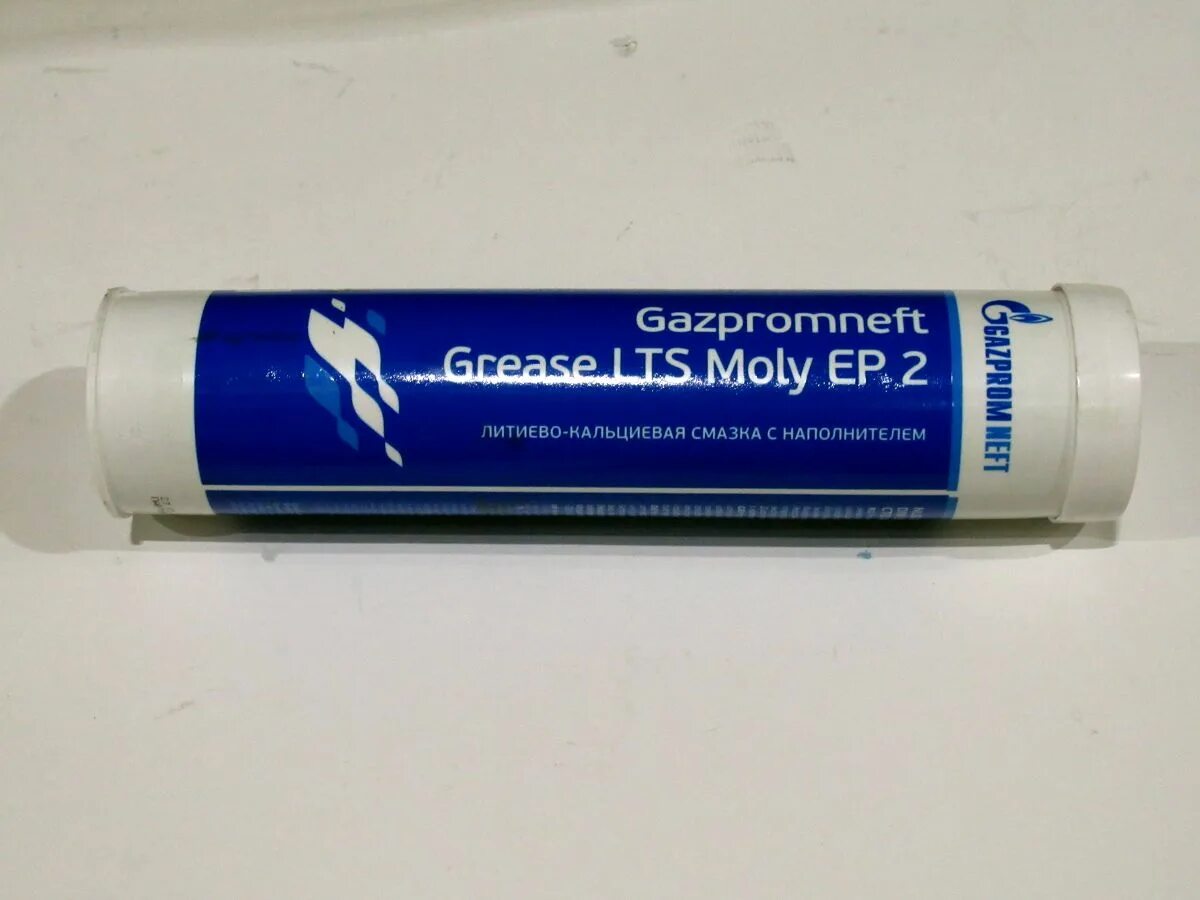 Gazpromneft
Grease LTS Moly EP 2
ЛИТИЕВО-КАЛЬЦИЕВАЯ СМАЗКА С НАПОЛНИТЕЛЕМ
GAZPROM NEFT